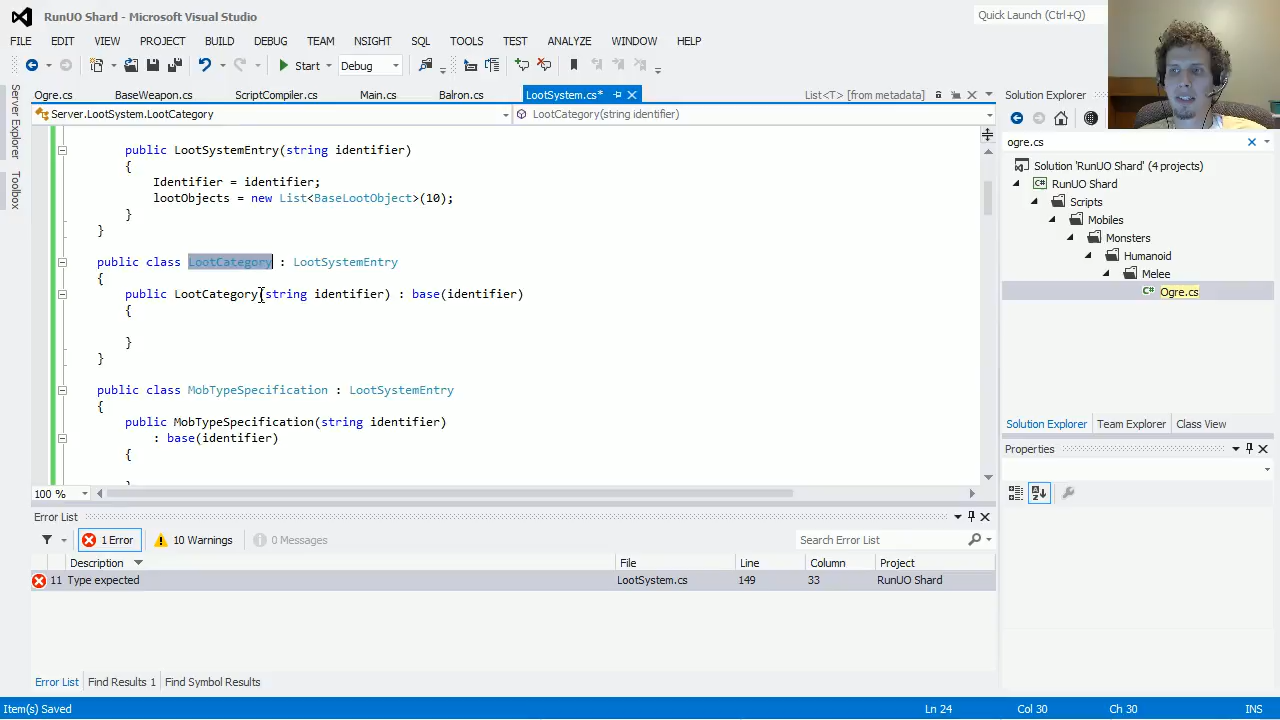 RunUO Shard - Microsoft Visual Studio
Quick Launch (Ctrl+Q)
FILE EDIT VIEW PROJECT BUILD DEBUG TEAM NSIGHT SQL TOOLS TEST ANALYZE WINDOW HELP
Start Debug
Ogre.cs BaseWeapon.cs ScriptCompiler.cs Main.cs Balron.cs LootSystem.cs* List<T> [from metadata]
Server.LootSystem.LootCategory LootCategory(string identifier)
Server Explorer
Toolbox
public LootSystemEntry(string identifier)
{
Identifier = identifier;
lootObjects = new List<BaseLootObject>(10);
}
}
public class LootCategory : LootSystemEntry
{
public LootCategory(string identifier) : base(identifier)
{
}
}
public class MobTypeSpecification : LootSystemEntry
{
public MobTypeSpecification(string identifier)
: base(identifier)
{
100 %
Error List
1 Error 10 Warnings 0 Messages Search Error List
Description File Line Column Project
11 Type expected LootSystem.cs 149 33 RunUO Shard
Error List Find Results 1 Find Symbol Results
Solution Explorer
ogre.cs
Solution 'RunUO Shard' (4 projects)
RunUO Shard
Scripts
Mobiles
Monsters
Humanoid
Melee
C# Ogre.cs
Solution Explorer Team Explorer Class View
Properties
Item(s) Saved Ln 24 Col 30 Ch 30 INS